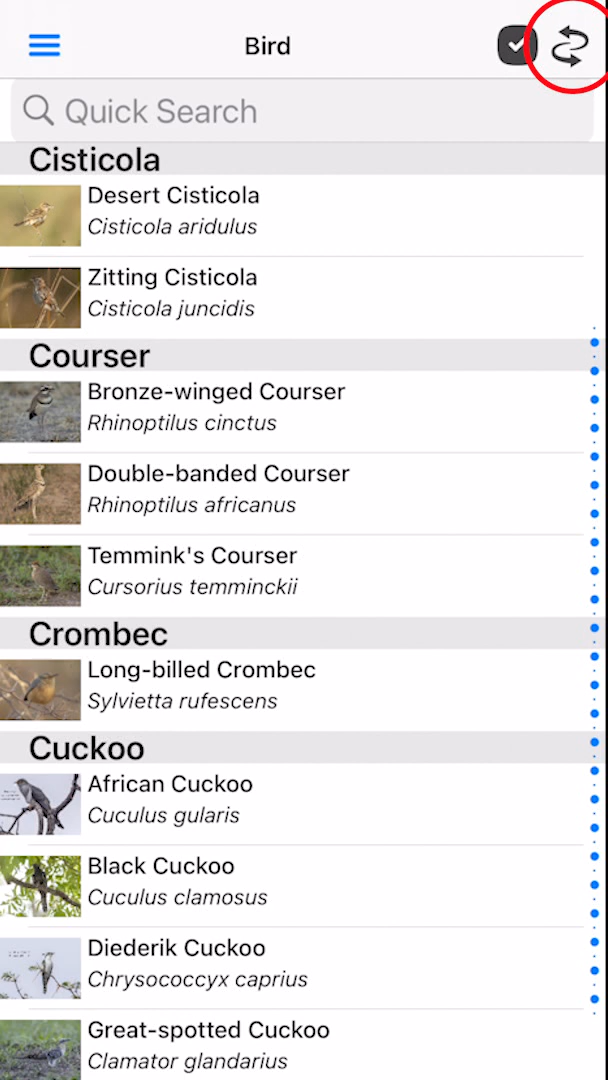 Bird
Quick Search
Cisticola
Desert Cisticola
Cisticola aridulus
Zitting Cisticola
Cisticola juncidis
Courser
Bronze-winged Courser
Rhinoptilus cinctus
Double-banded Courser
Rhinoptilus africanus
Temmink's Courser
Cursorius temminckii
Crombec
Long-billed Crombec
Sylvietta rufescens
Cuckoo
African Cuckoo
Cuculus gularis
Black Cuckoo
Cuculus clamosus
Diederik Cuckoo
Chrysococcyx caprius
Great-spotted Cuckoo
Clamator glandarius